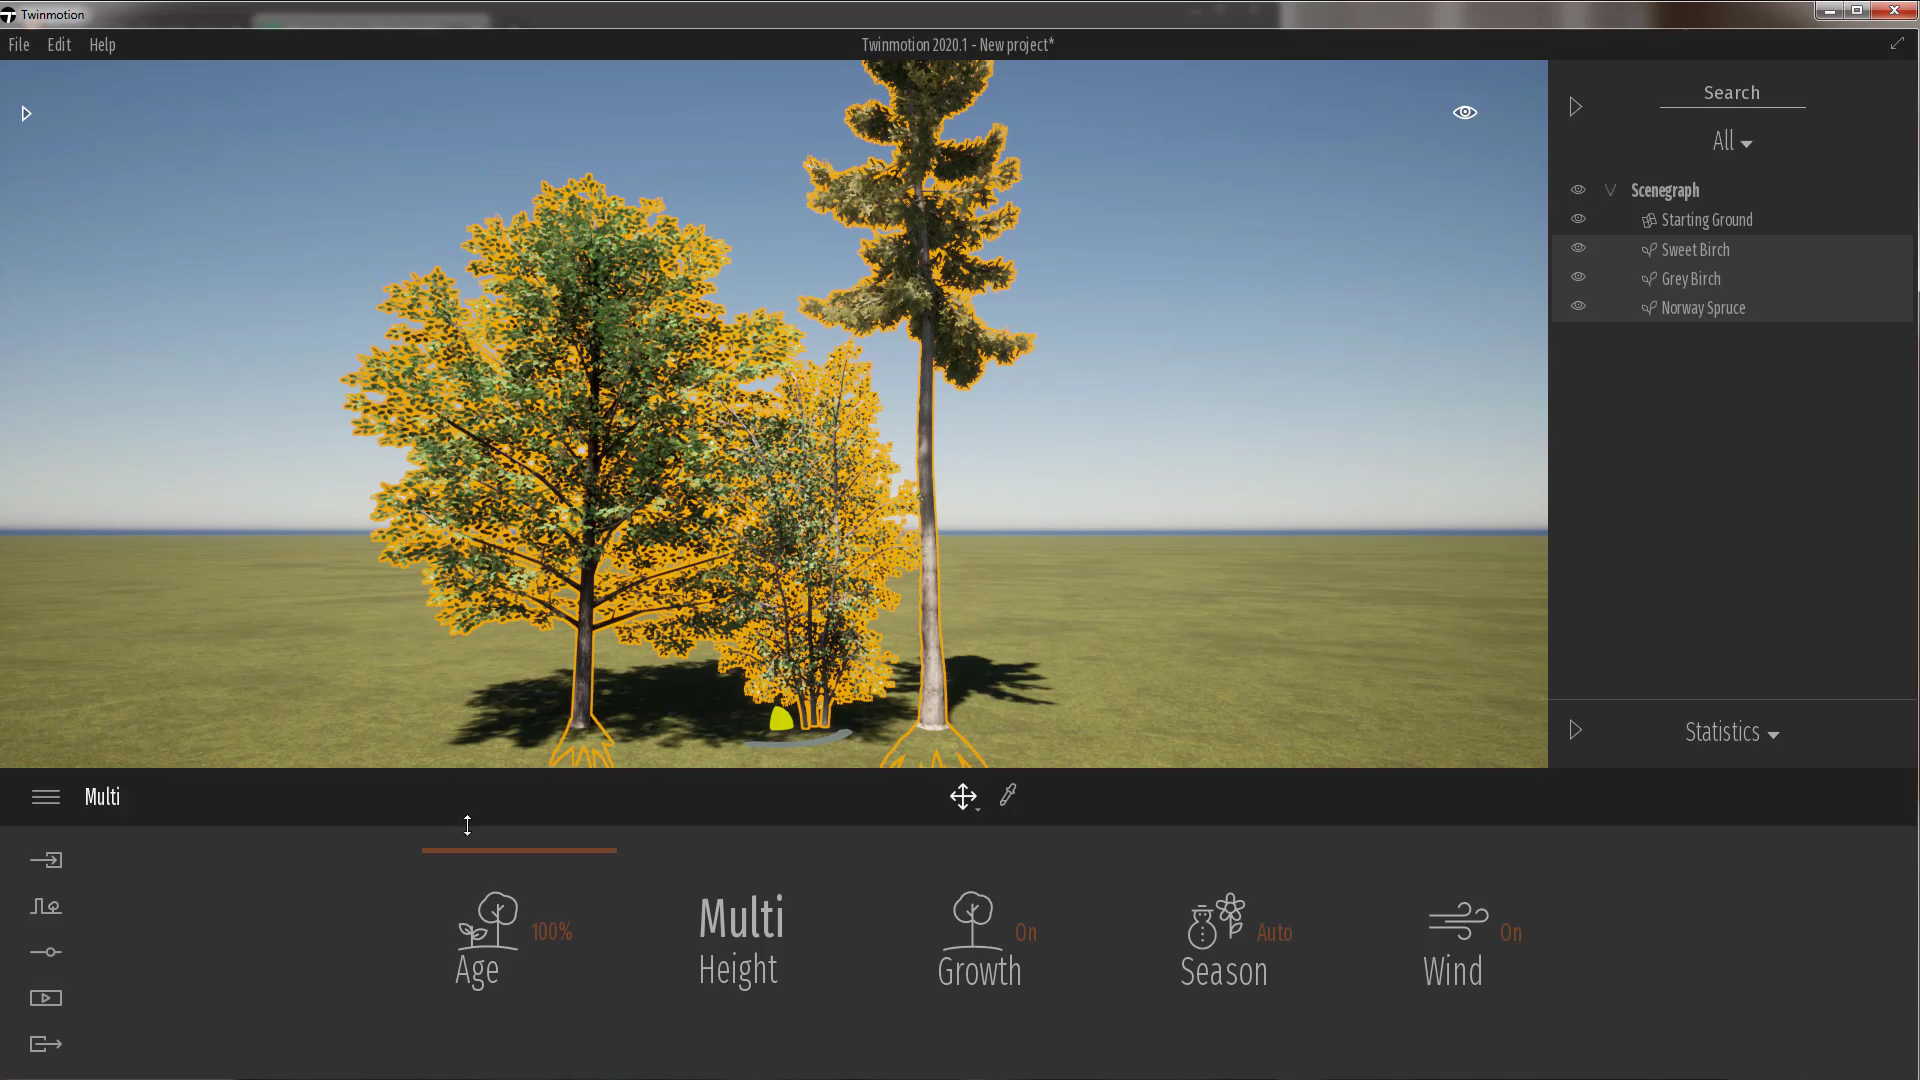 Twinmotion
File Edit Help
Twinmotion 2020.1 - New project*
Search
All
Scenegraph
Starting Ground
Sweet Birch
Grey Birch
Norway Spruce
Statistics
Multi
100%
Age
Multi
Height
On
Growth
Auto
Season
On
Wind